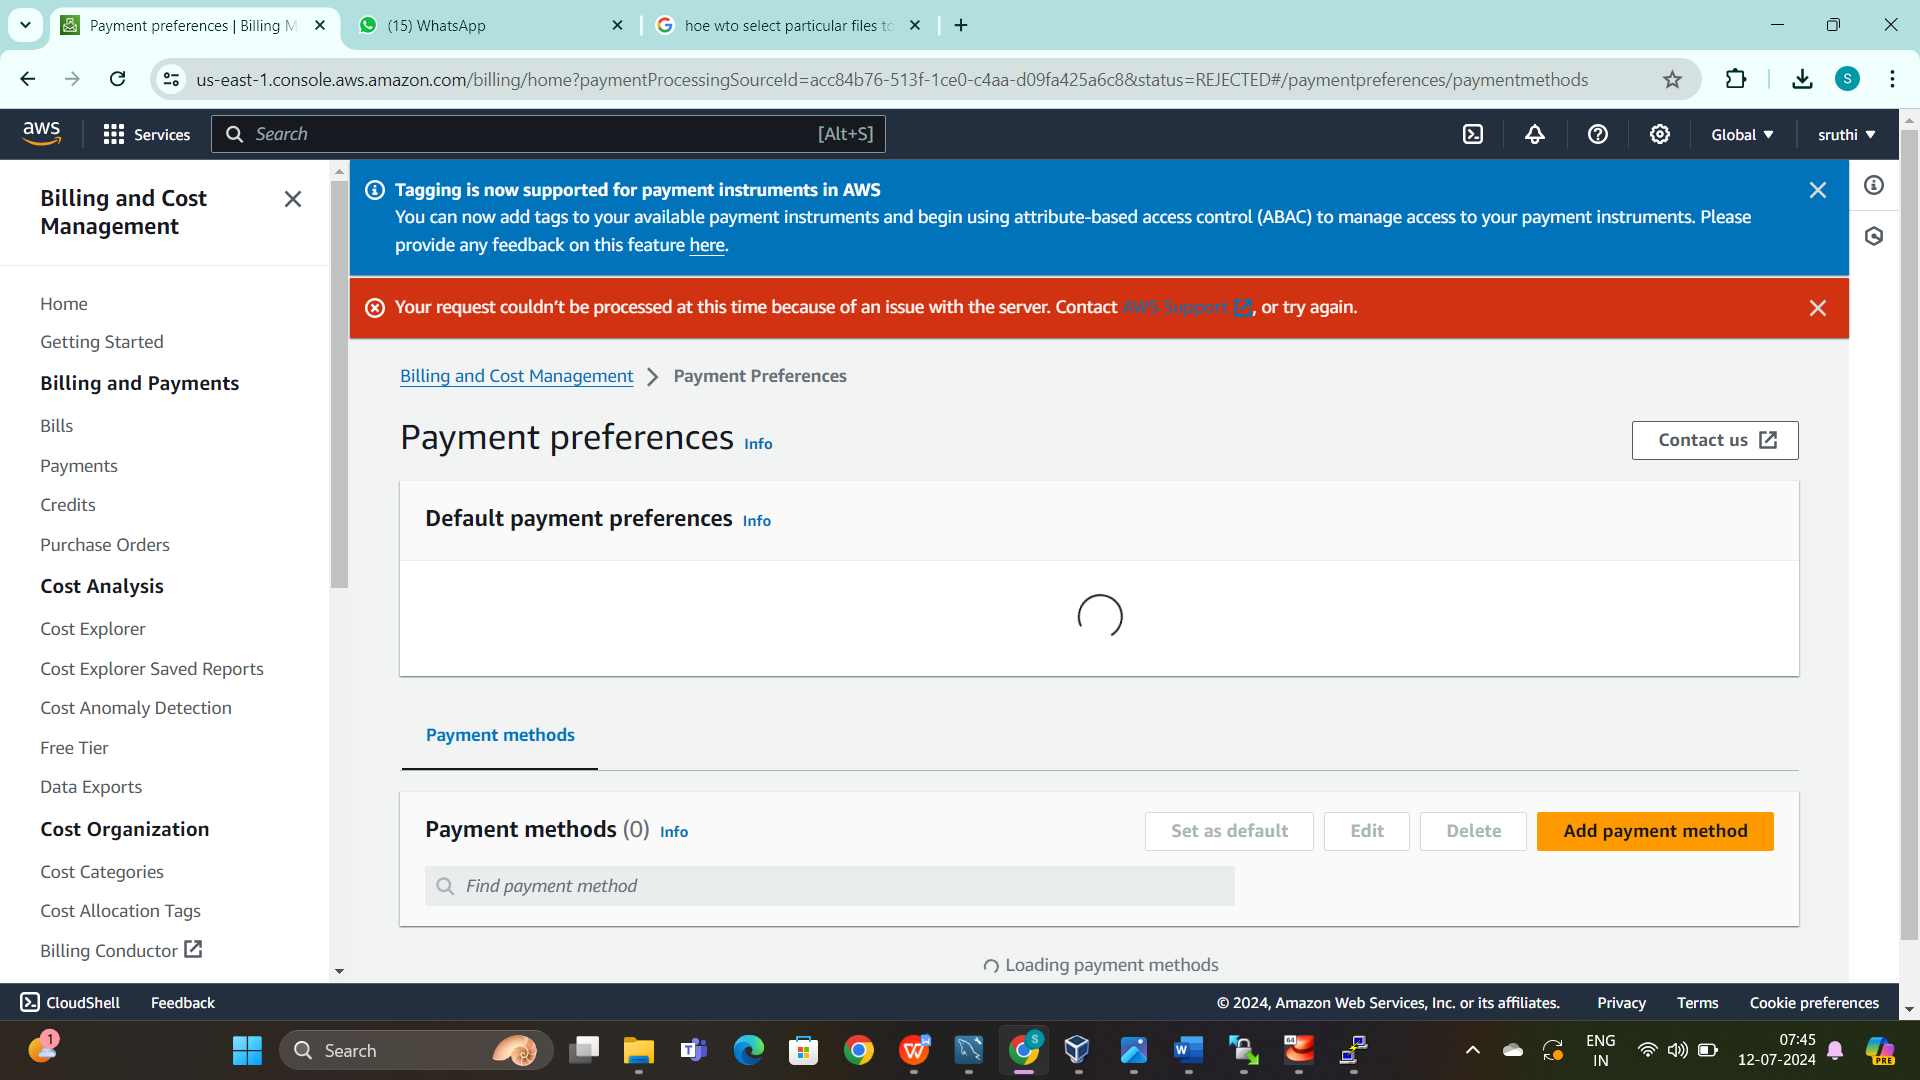 Payment preferences | Billing M
(15) WhatsApp
hoe wto select particular files to
us-east-1.console.aws.amazon.com/billing/home?paymentProcessingSourceId=acc84b76-513f-1ce0-c4aa-d09fa425a6c8&status=REJECTED#/paymentpreferences/paymentmethods
S
aws
Services
Search
[Alt+S]
Global
sruthi
Billing and Cost
Management
Home
Getting Started
Billing and Payments
Bills
Payments
Credits
Purchase Orders
Cost Analysis
Cost Explorer
Cost Explorer Saved Reports
Cost Anomaly Detection
Free Tier
Data Exports
Cost Organization
Cost Categories
Cost Allocation Tags
Billing Conductor
Tagging is now supported for payment instruments in AWS
You can now add tags to your available payment instruments and begin using attribute-based access control (ABAC) to manage access to your payment instruments. Please
provide any feedback on this feature here.
Your request couldn't be processed at this time because of an issue with the server. Contact AWS Support, or try again.
Billing and Cost Management > Payment Preferences
Payment preferences Info
Contact us
Default payment preferences Info
Payment methods
Payment methods (0) Info
Set as default
Edit
Delete
Add payment method
Find payment method
Loading payment methods
CloudShell
Feedback
© 2024, Amazon Web Services, Inc. or its affiliates.
Privacy
Terms
Cookie preferences
1
Search
S
64
ENG
IN
07:45
12-07-2024
PRE